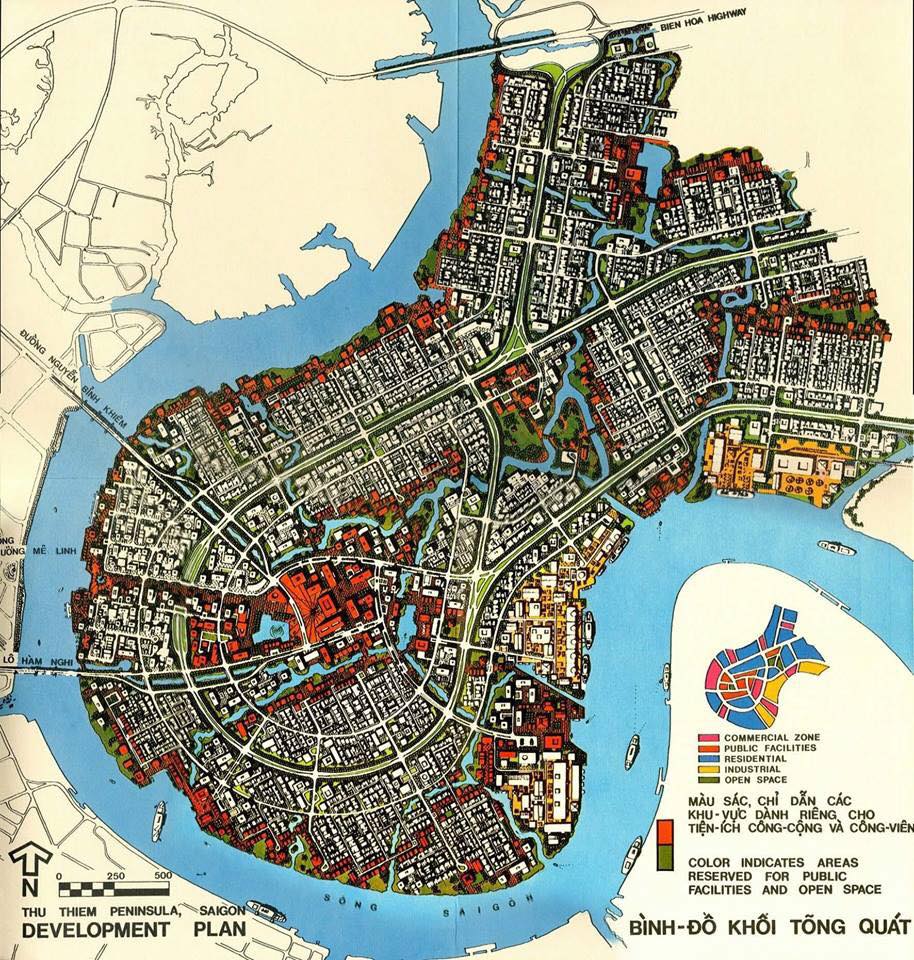 BIEN HOA HIGHWAY
ĐƯỜNG NGUYỄN BỈNH KHIÊM
MÊ LINH
LÔ HÀM NGHI
COMMERCIAL ZONE
PUBLIC FACILITIES
RESIDENTIAL
INDUSTRIAL
OPEN SPACE
MÀU SẮC, CHỈ DẪN CÁC
KHU-VỰC DÀNH RIÊNG CHO
TIỆN-ÍCH CÔNG-CỘNG VÀ CÔNG-VIÊN
COLOR INDICATES AREAS
RESERVED FOR PUBLIC
FACILITIES AND OPEN SPACE
N
0 250 500
THU THIEM PENINSULA, SAIGON
DEVELOPMENT PLAN
SÔNG SÀIGÒN
BÌNH-ĐỒ KHỐI TỔNG QUÁT